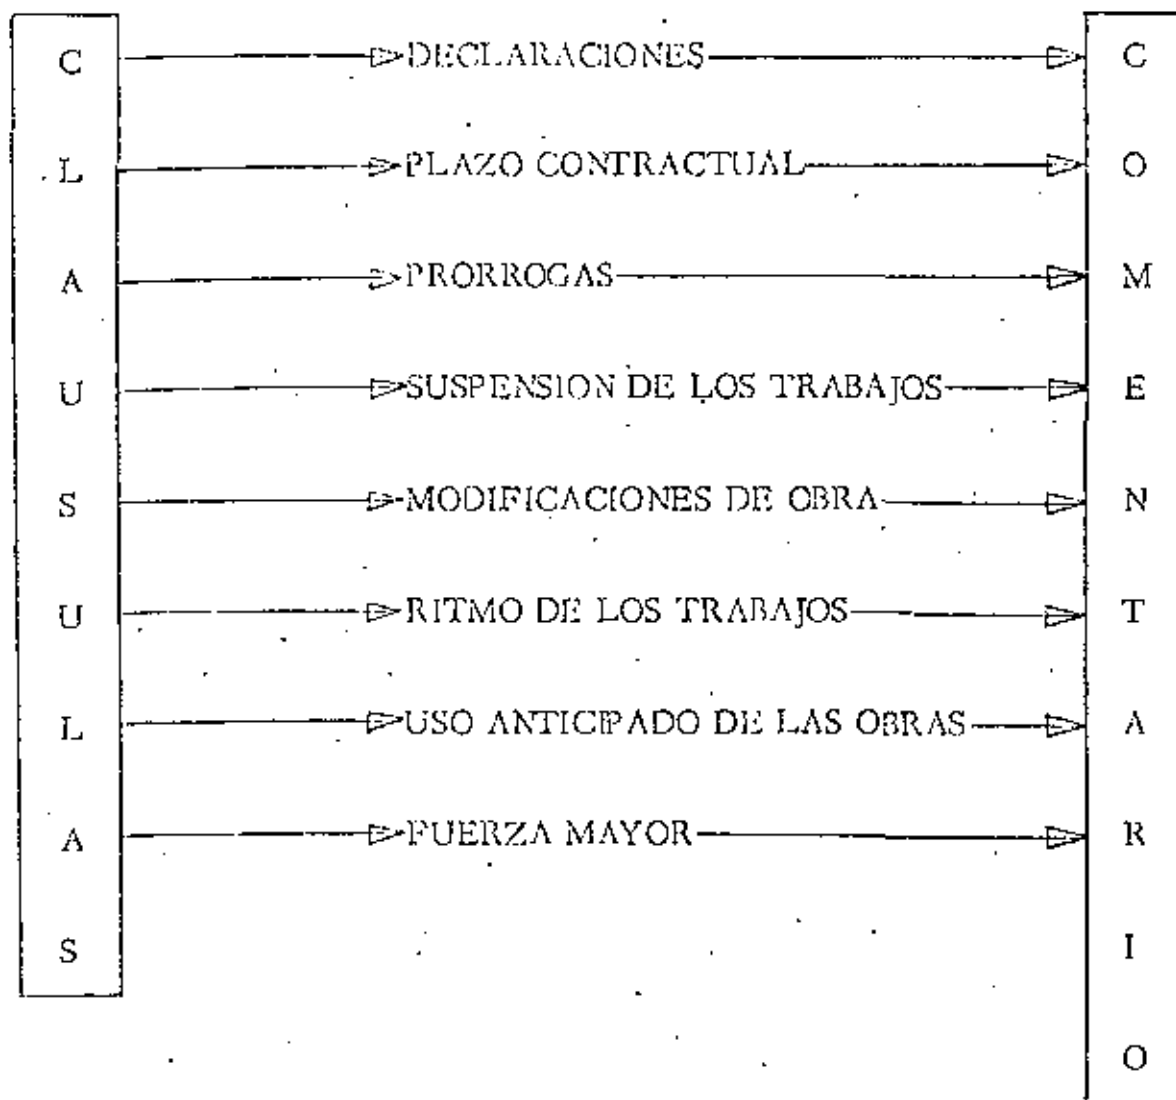 C DECLARACIONES C
L PLAZO CONTRACTUAL O
A PRORROGAS M
U SUSPENSION DE LOS TRABAJOS E
S MODIFICACIONES DE OBRA N
U RITMO DE LOS TRABAJOS T
L USO ANTICIPADO DE LAS OBRAS A
A FUERZA MAYOR R
S I
O